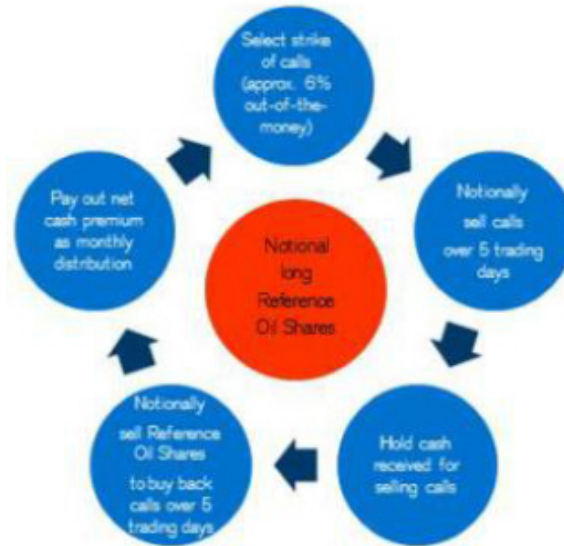 Select strike
of calls
(approx. 6%
out-of-the-
money)
Notionally
sell calls
over 5 trading
days
Hold cash
received for
selling calls
Notionally
sell Reference
Oil Shares
to buy back
calls over 5
trading days
Pay out net
cash premium
as monthly
distribution
Notional
long
Reference
Oil Shares